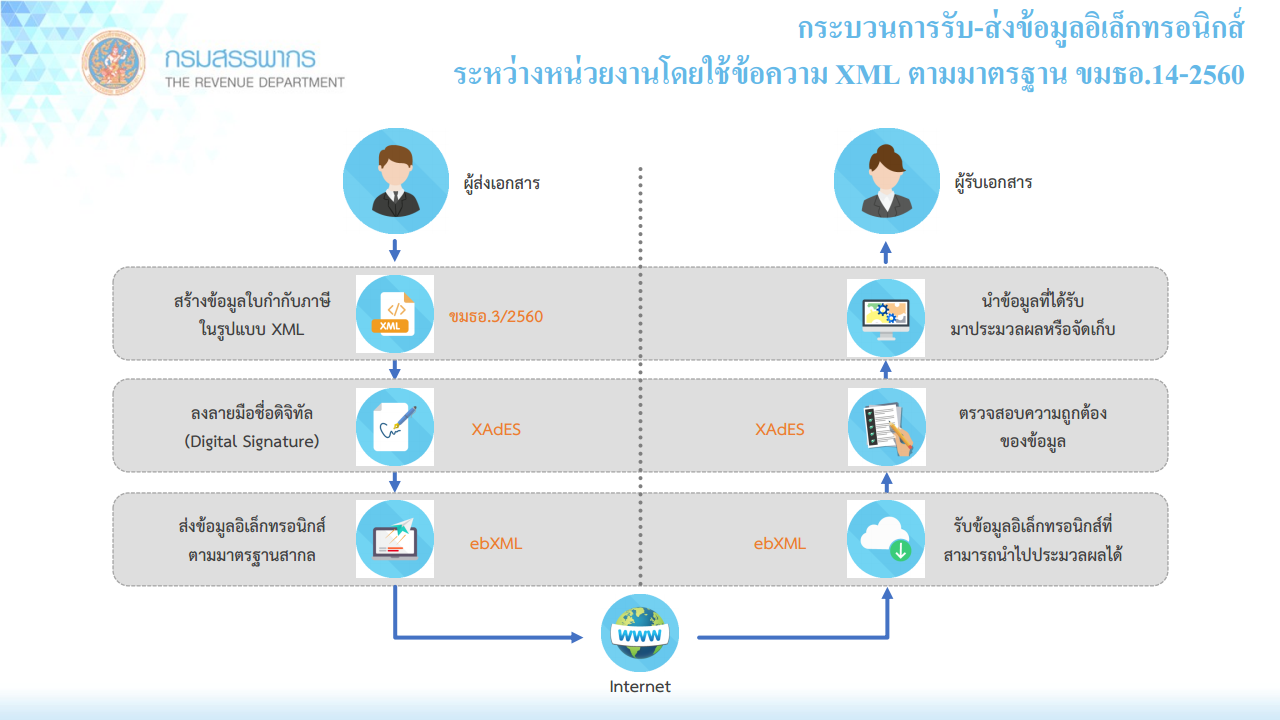 กรมสรรพากร
THE REVENUE DEPARTMENT
กระบวนการรับ-ส่งข้อมูลอิเล็กทรอนิกส์
ระหว่างหน่วยงานโดยใช้ข้อความ XML ตามมาตรฐาน ขมธอ.14-2560
ผู้ส่งเอกสาร
ผู้รับเอกสาร
สร้างข้อมูลใบกำกับภาษี
ในรูปแบบ XML
</>
XML
ขมธอ.3/2560
นำข้อมูลที่ได้รับ
มาประมวลผลหรือจัดเก็บ
ลงลายมือชื่อดิจิทัล
(Digital Signature)
XAdES
XAdES
ตรวจสอบความถูกต้อง
ของข้อมูล
ส่งข้อมูลอิเล็กทรอนิกส์
ตามมาตรฐานสากล
ebXML
ebXML
รับข้อมูลอิเล็กทรอนิกส์ที่
สามารถนำไปประมวลผลได้
WWW
Internet